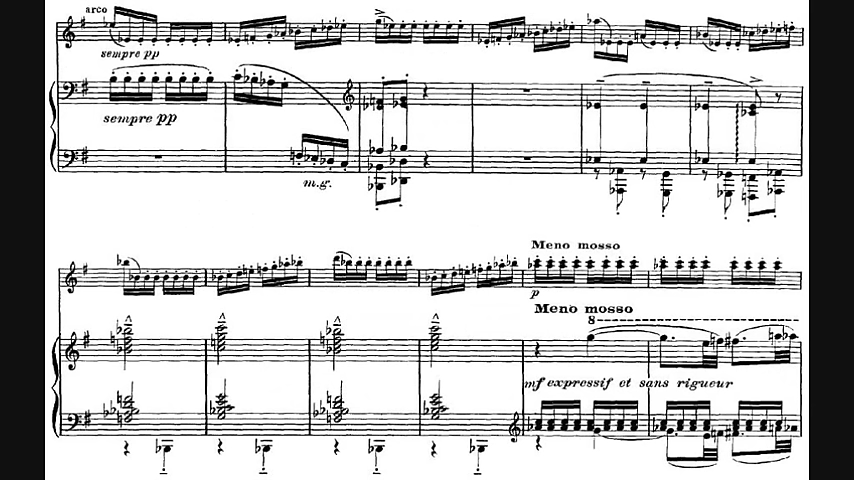 arco
sempre pp
sempre pp
m.g.
Meno mosso
p
Meno mosso
8
mf expressif et sans rigueur